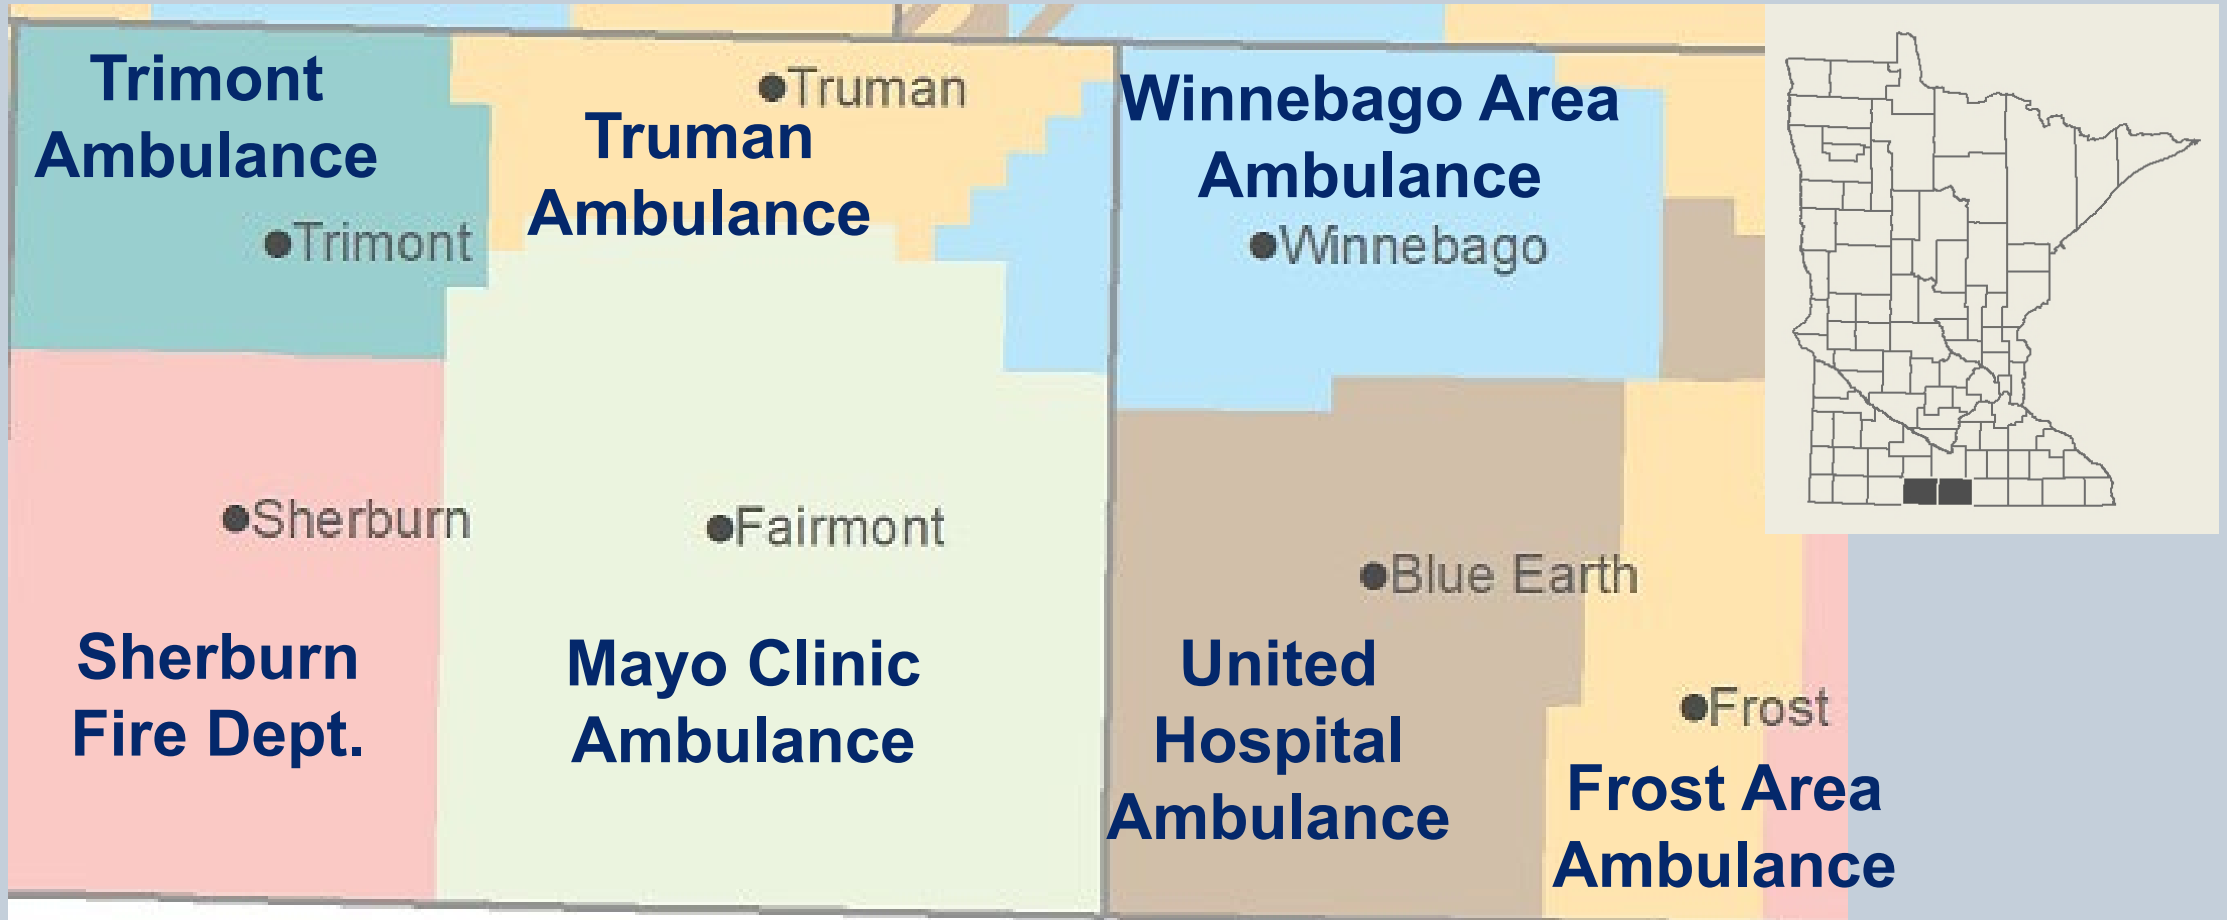 Trimont
Ambulance
Trimont
Truman
Truman
Ambulance
Winnebago Area
Ambulance
Winnebago
Sherburn
Sherburn
Fire Dept.
Fairmont
Mayo Clinic
Ambulance
Blue Earth
United
Hospital
Ambulance
Frost
Frost Area
Ambulance